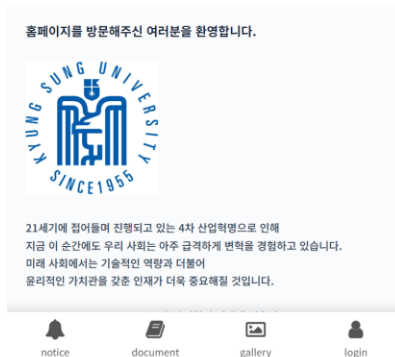 홈페이지를 방문해주신 여러분을 환영합니다.
KYUNG SUNG UNIVERSITY
SINCE1955
21세기에 접어들며 진행되고 있는 4차 산업혁명으로 인해
지금 이 순간에도 우리 사회는 아주 급격하게 변혁을 경험하고 있습니다.
미래 사회에서는 기술적인 역량과 더불어
윤리적인 가치관을 갖춘 인재가 더욱 중요해질 것입니다.
notice document gallery login